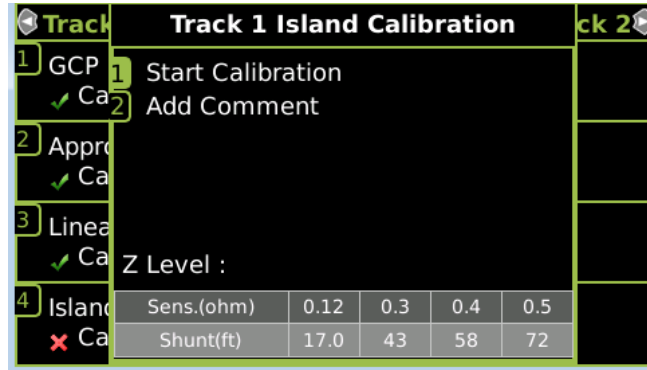 Track
Track 1 Island Calibration
ck 2
1 GCP
Ca
2 Appro
Ca
3 Linea
Ca
4 Island
Ca
1 Start Calibration
2 Add Comment
Z Level :
Sens.(ohm) 0.12 0.3 0.4 0.5
Shunt(ft) 17.0 43 58 72